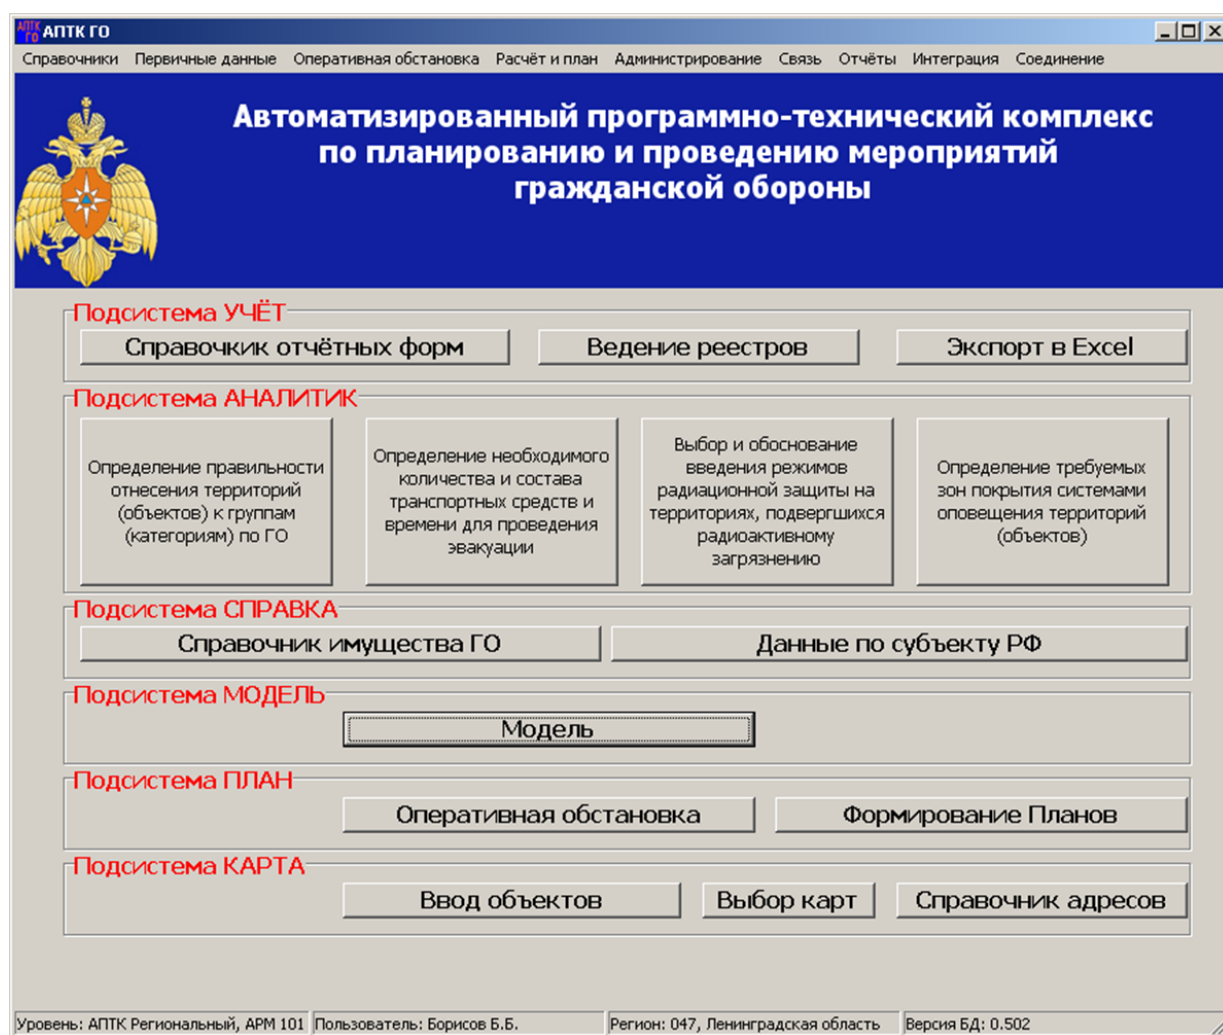 АПТК ГО
АПТК ГО
Справочники Первичные данные Оперативная обстановка Расчёт и план Администрирование Связь Отчёты Интеграция Соединение
Автоматизированный программно-технический комплекс
по планированию и проведению мероприятий
гражданской обороны
Подсистема УЧЁТ
Справочкик отчётных форм
Ведение реестров
Экспорт в Excel
Подсистема АНАЛИТИК
Определение правильности
отнесения территорий
(объектов) к группам
(категориям) по ГО
Определение необходимого
количества и состава
транспортных средств и
времени для проведения
эвакуации
Выбор и обоснование
введения режимов
радиационной защиты на
территориях, подвергшихся
радиоактивному
загрязнению
Определение требуемых
зон покрытия системами
оповещения территорий
(объектов)
Подсистема СПРАВКА
Справочник имущества ГО
Данные по субъекту РФ
Подсистема МОДЕЛЬ
Модель
Подсистема ПЛАН
Оперативная обстановка
Формирование Планов
Подсистема КАРТА
Ввод объектов
Выбор карт
Справочник адресов
Уровень: АПТК Региональный, АРМ 101 Пользователь: Борисов Б.Б. Регион: 047, Ленинградская область Версия БД: 0.502